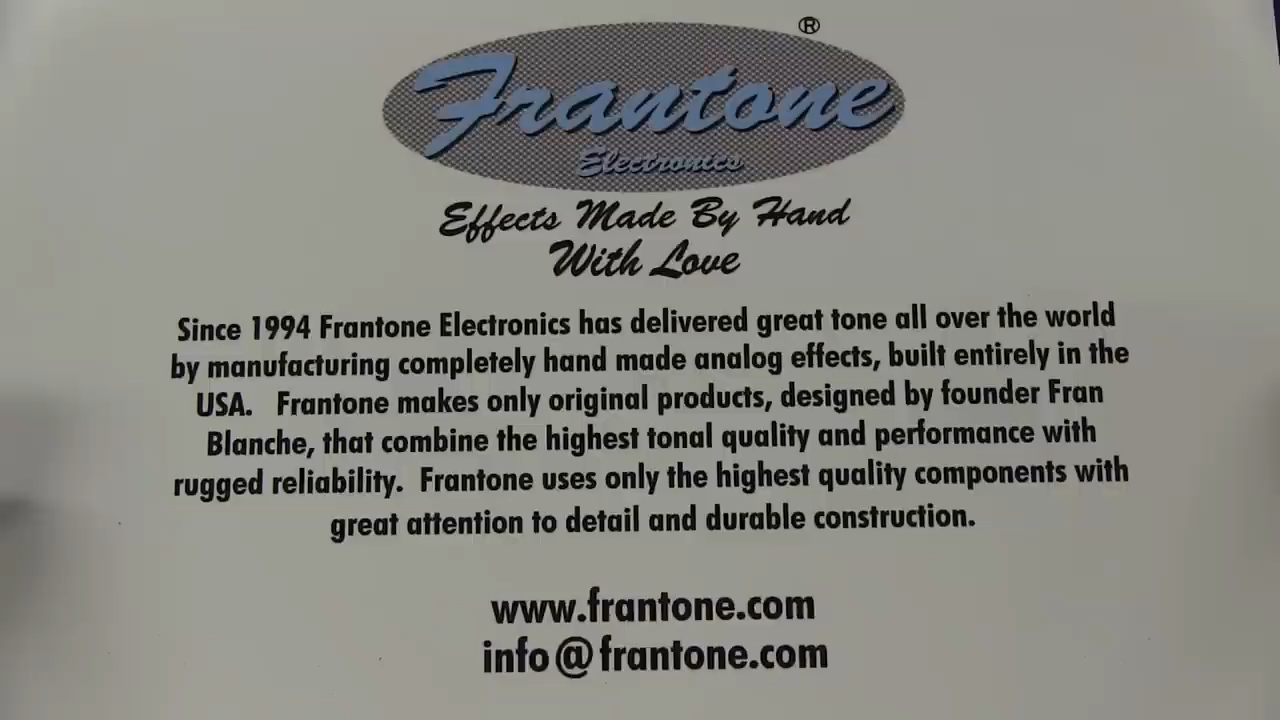 ®
Frantone
Electronics
Effects Made By Hand
With Love
Since 1994 Frantone Electronics has delivered great tone all over the world
by manufacturing completely hand made analog effects, built entirely in the
USA.   Frantone makes only original products, designed by founder Fran
Blanche, that combine the highest tonal quality and performance with
rugged reliability.  Frantone uses only the highest quality components with
great attention to detail and durable construction.
www.frantone.com
info@frantone.com